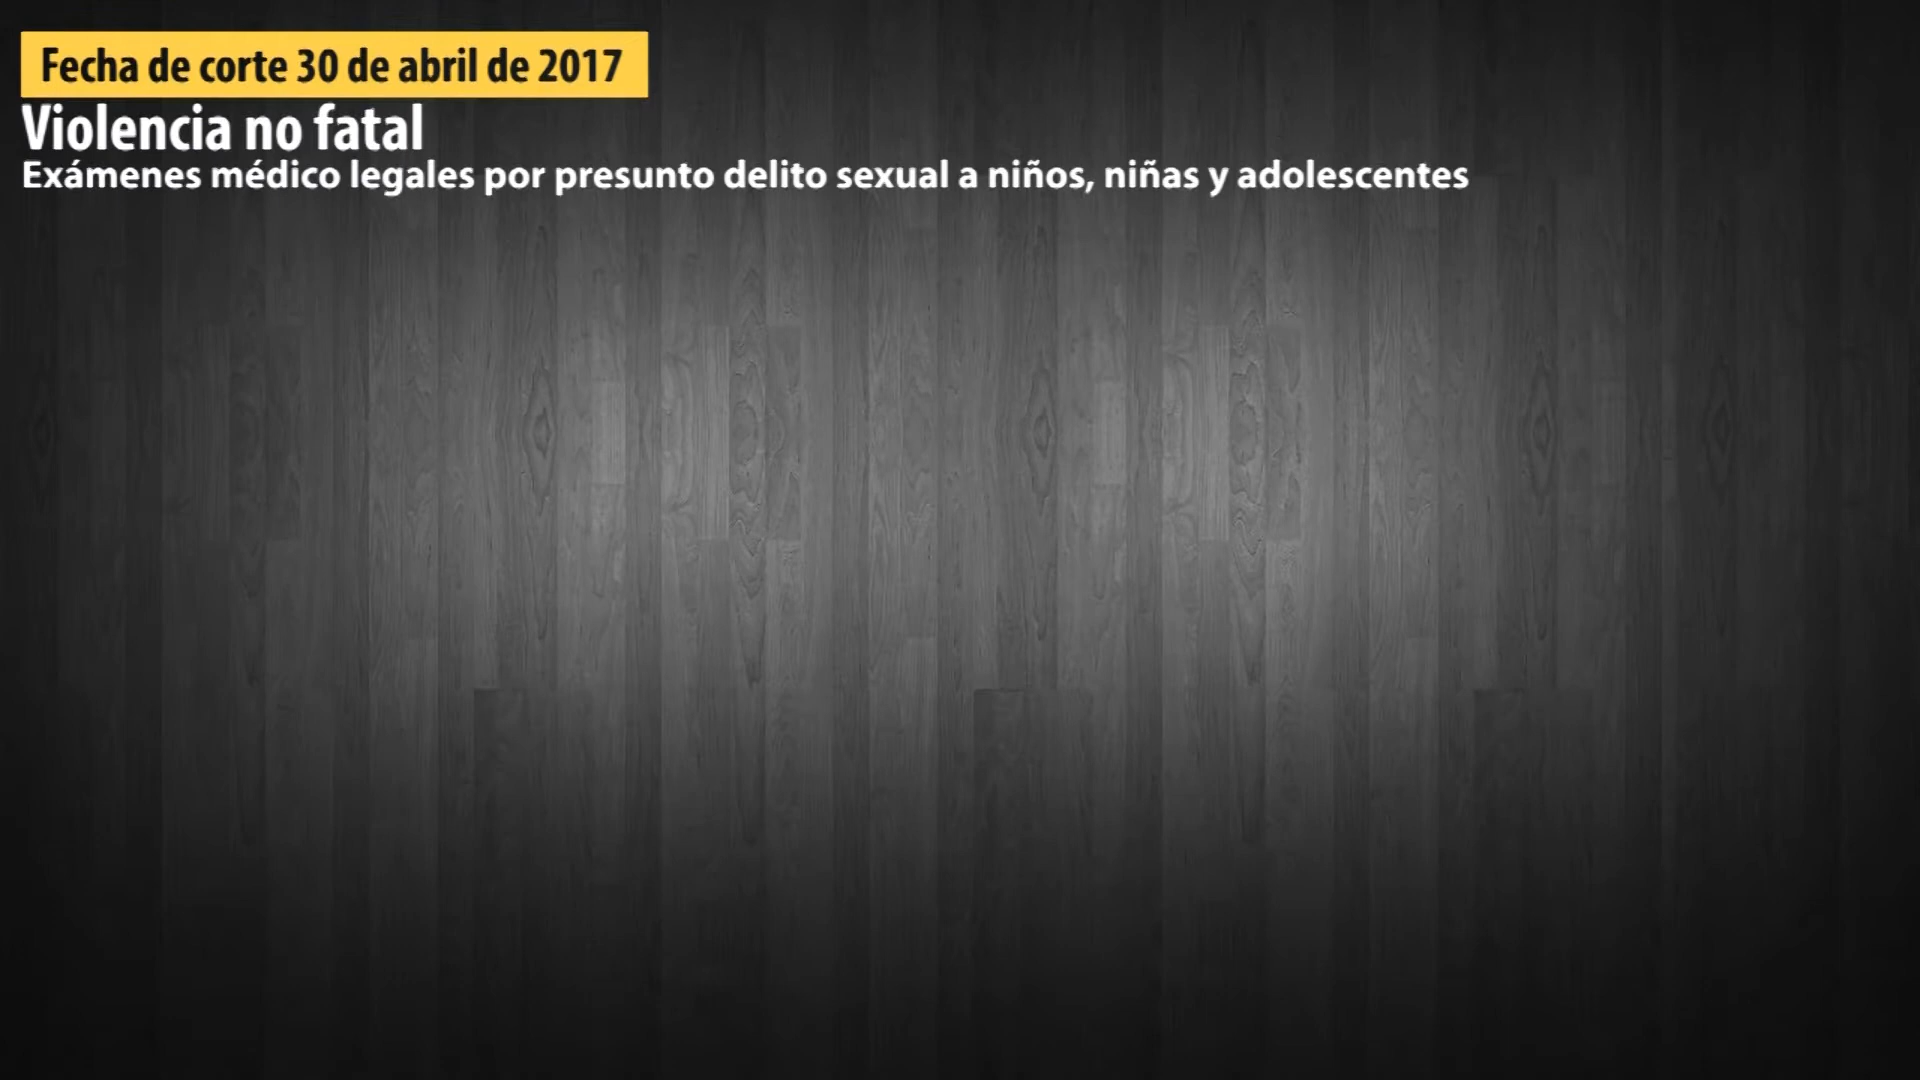 Fecha de corte 30 de abril de 2017
Violencia no fatal
Exámenes médico legales por presunto delito sexual a niños, niñas y adolescentes